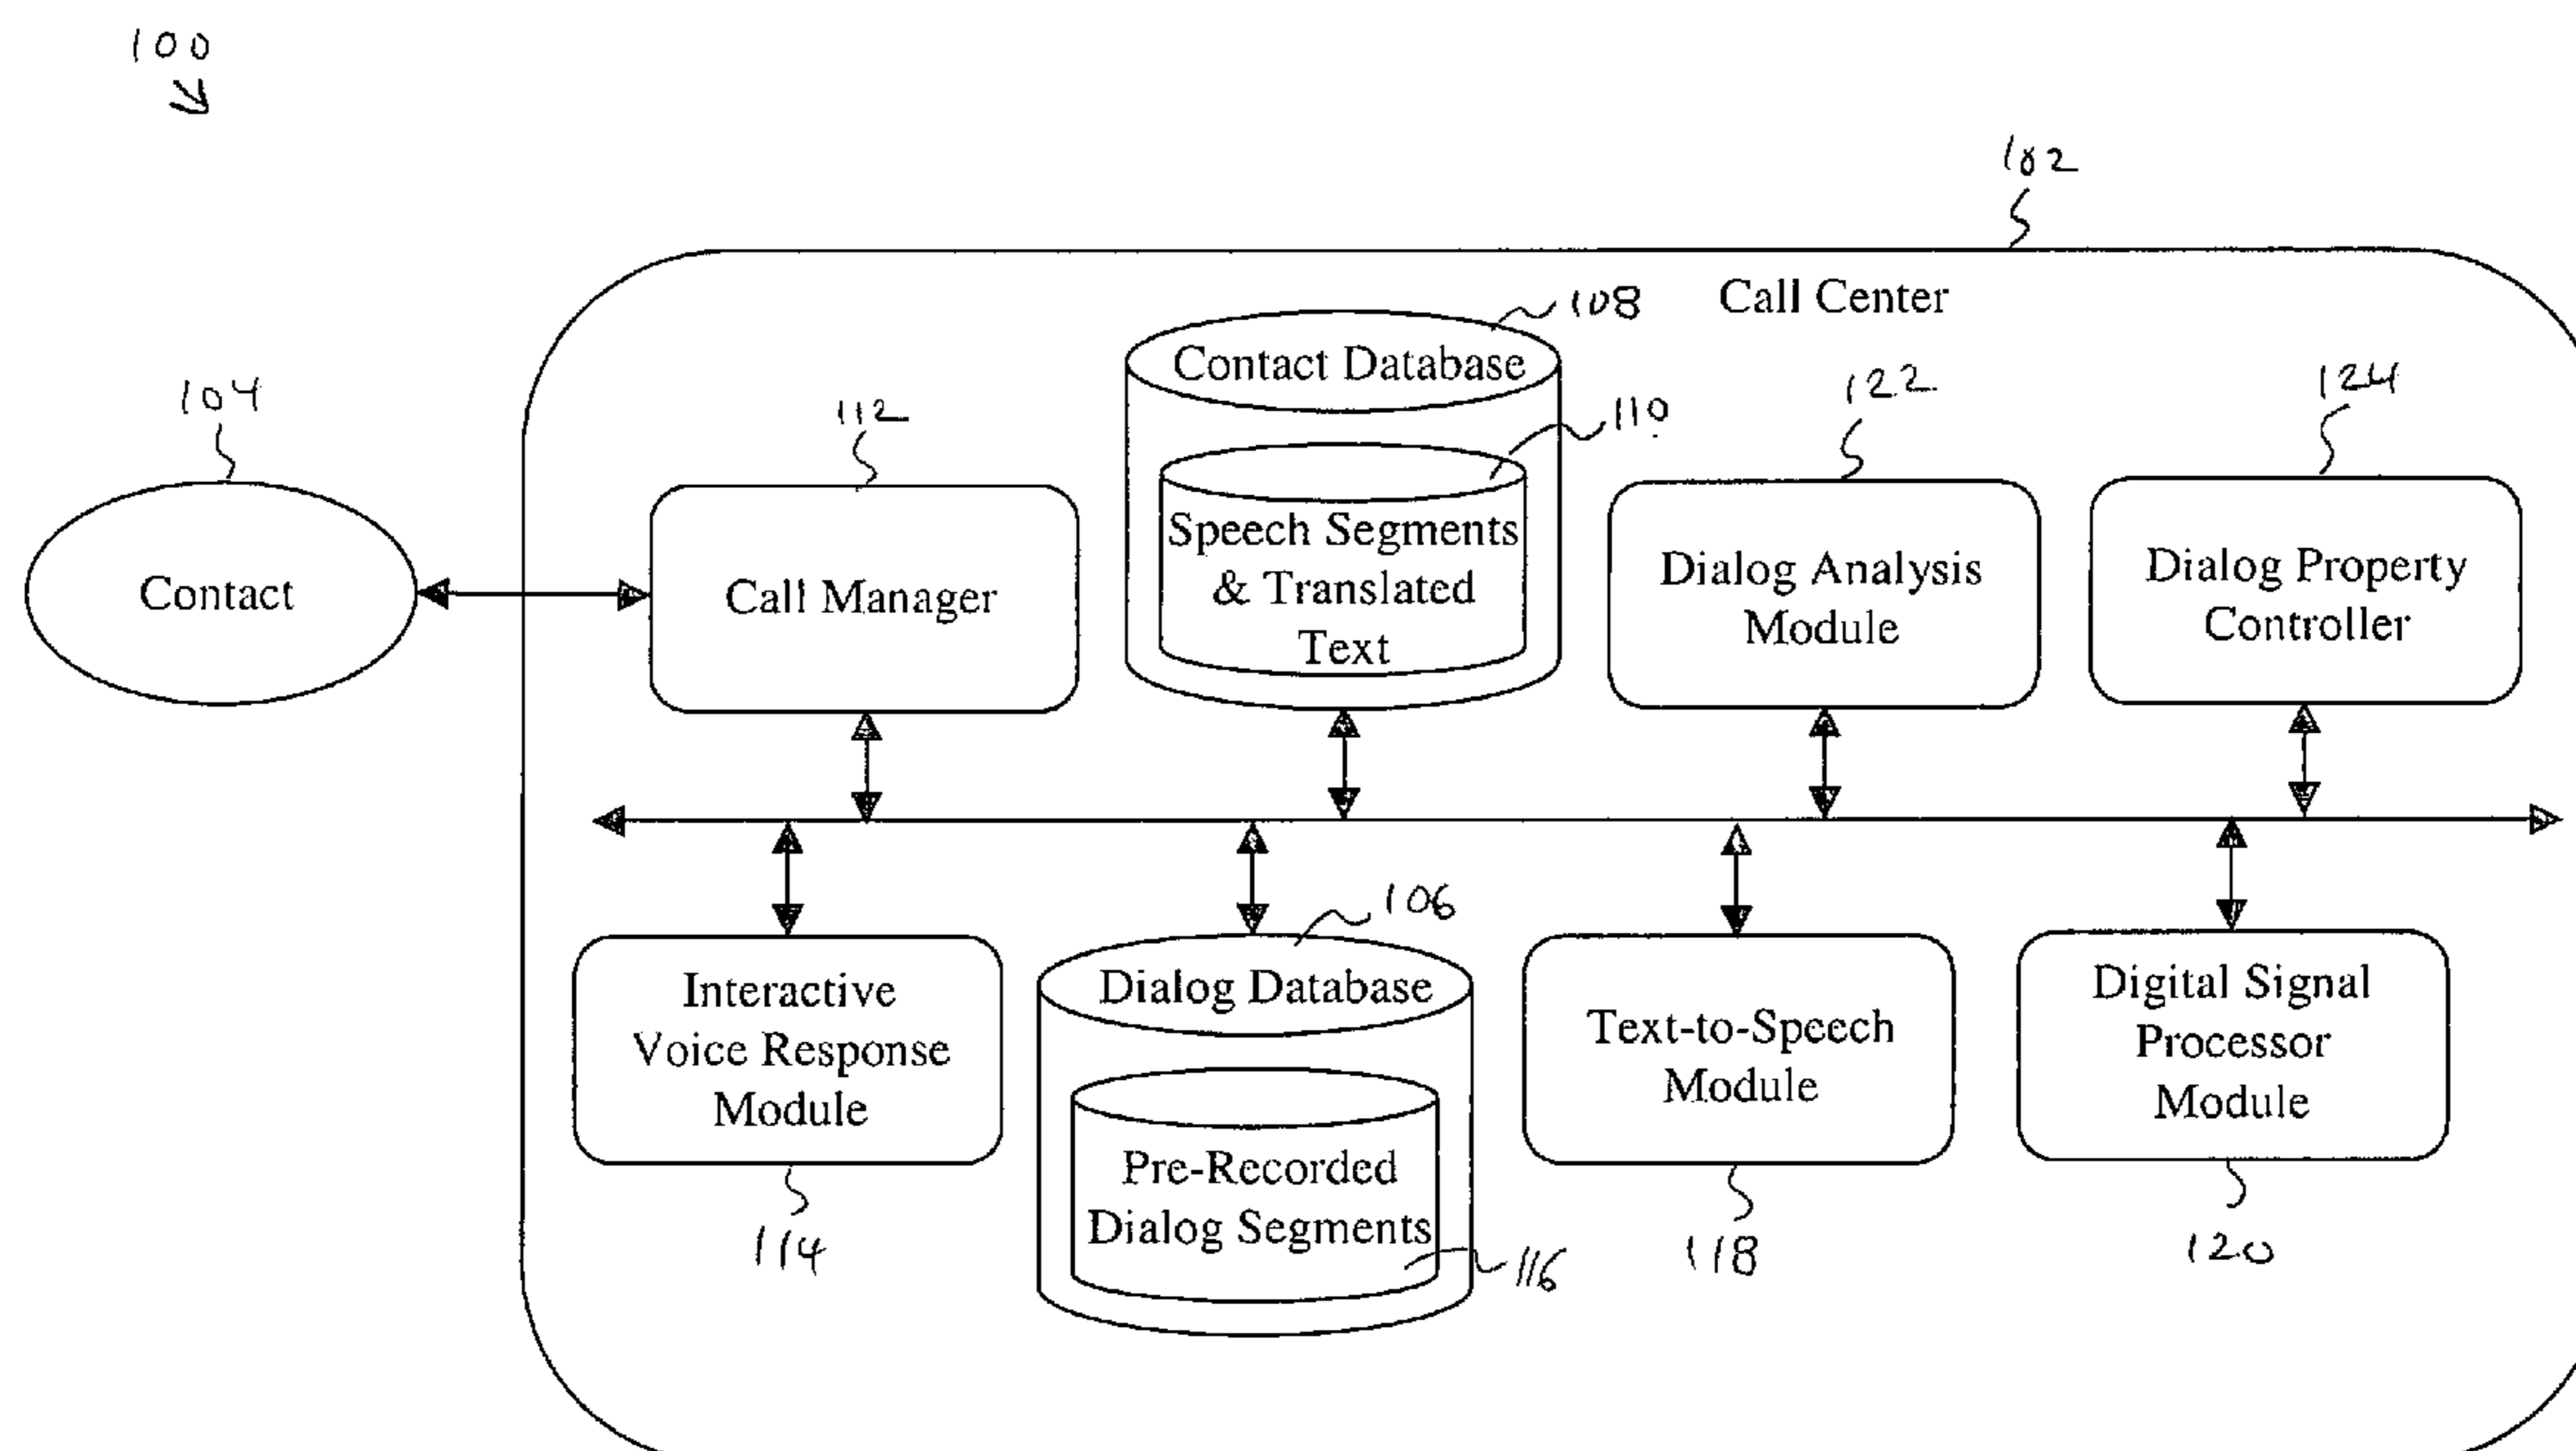 100
102
Call Center
108
Contact Database
110
Speech Segments
& Translated
Text
104
Contact
112
Call Manager
122
Dialog Analysis
Module
124
Dialog Property
Controller
Interactive
Voice Response
Module
114
106
Dialog Database
Pre-Recorded
Dialog Segments
116
Text-to-Speech
Module
118
Digital Signal
Processor
Module
120